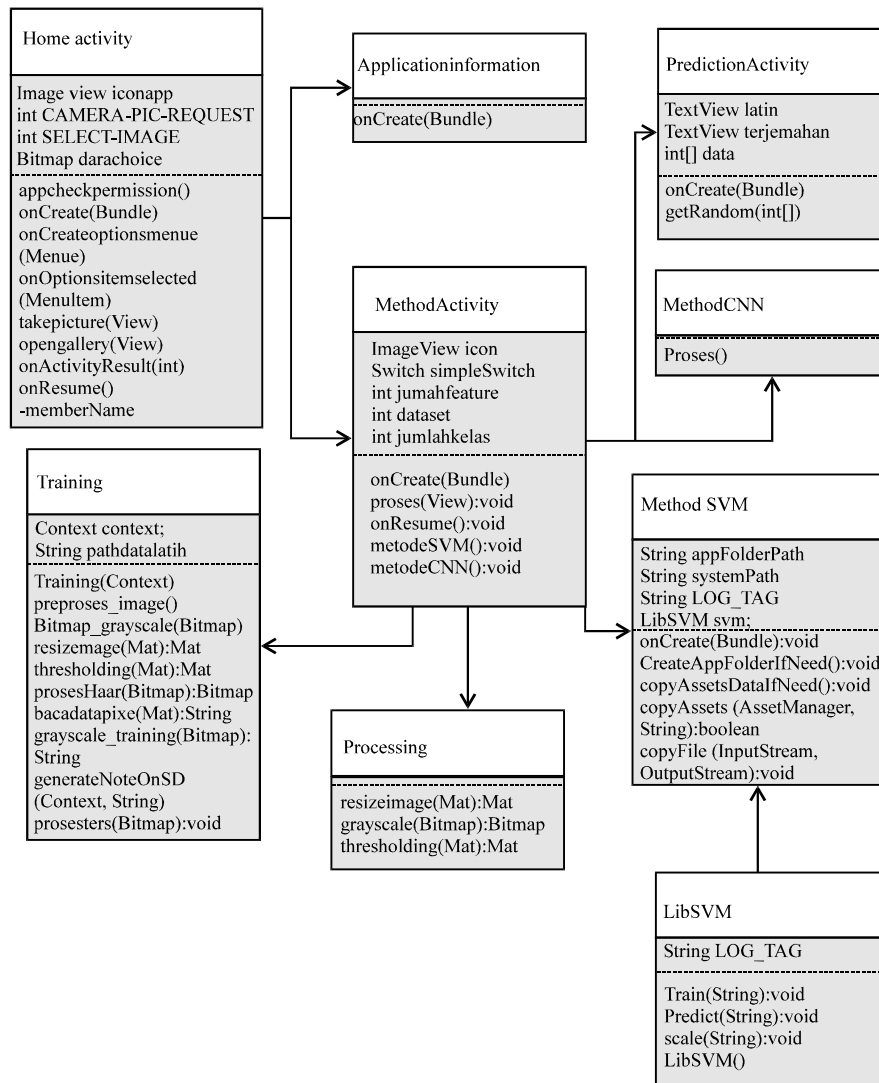 Home activity
Image view iconapp
int CAMERA-PIC-REQUEST
int SELECT-IMAGE
Bitmap darachoice
appcheckpermission()
onCreate(Bundle)
onCreateoptionsmenue
(Menue)
onOptionsitemselected
(MenuItem)
takepicture(View)
opengallery(View)
onActivityResult(int)
onResume()
-memberName
Applicationinformation
onCreate(Bundle)
PredictionActivity
TextView latin
TextView terjemahan
int[] data
onCreate(Bundle)
getRandom(int[])
MethodActivity
ImageView icon
Switch simpleSwitch
int jumahfeature
int dataset
int jumlahkelas
onCreate(Bundle)
proses(View):void
onResume():void
metodeSVM():void
metodeCNN():void
MethodCNN
Proses()
Training
Context context;
String pathdatalatih
Training(Context)
preproses_image()
Bitmap_grayscale(Bitmap)
resizemage(Mat):Mat
thresholding(Mat):Mat
prosesHaar(Bitmap):Bitmap
bacadatapixe(Mat):String
grayscale_training(Bitmap):
String
generateNoteOnSD
(Context, String)
prosesters(Bitmap):void
Processing
resizeimage(Mat):Mat
grayscale(Bitmap):Bitmap
thresholding(Mat):Mat
Method SVM
String appFolderPath
String systemPath
String LOG_TAG
LibSVM svm;
onCreate(Bundle):void
CreateAppFolderIfNeed():void
copyAssetsDataIfNeed():void
copyAssets (AssetManager,
String):boolean
copyFile (InputStream,
OutputStream):void
LibSVM
String LOG_TAG
Train(String):void
Predict(String):void
scale(String):void
LibSVM()